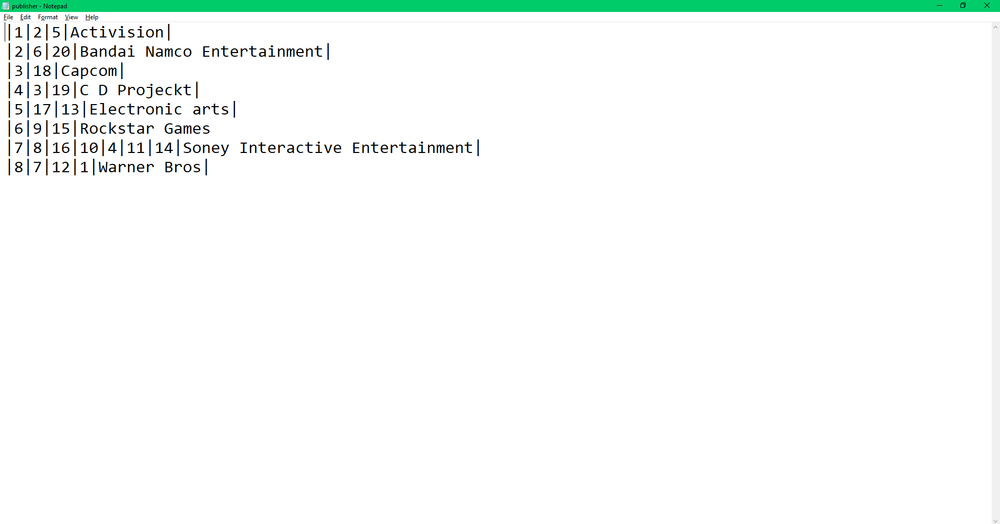 publisher - Notepad
File Edit Format View Help
|1|2|5|Activision|
|2|6|20|Bandai Namco Entertainment|
|3|18|Capcom|
|4|3|19|C D Projeckt|
|5|17|13|Electronic arts|
|6|9|15|Rockstar Games
|7|8|16|10|4|11|14|Soney Interactive Entertainment|
|8|7|12|1|Warner Bros|